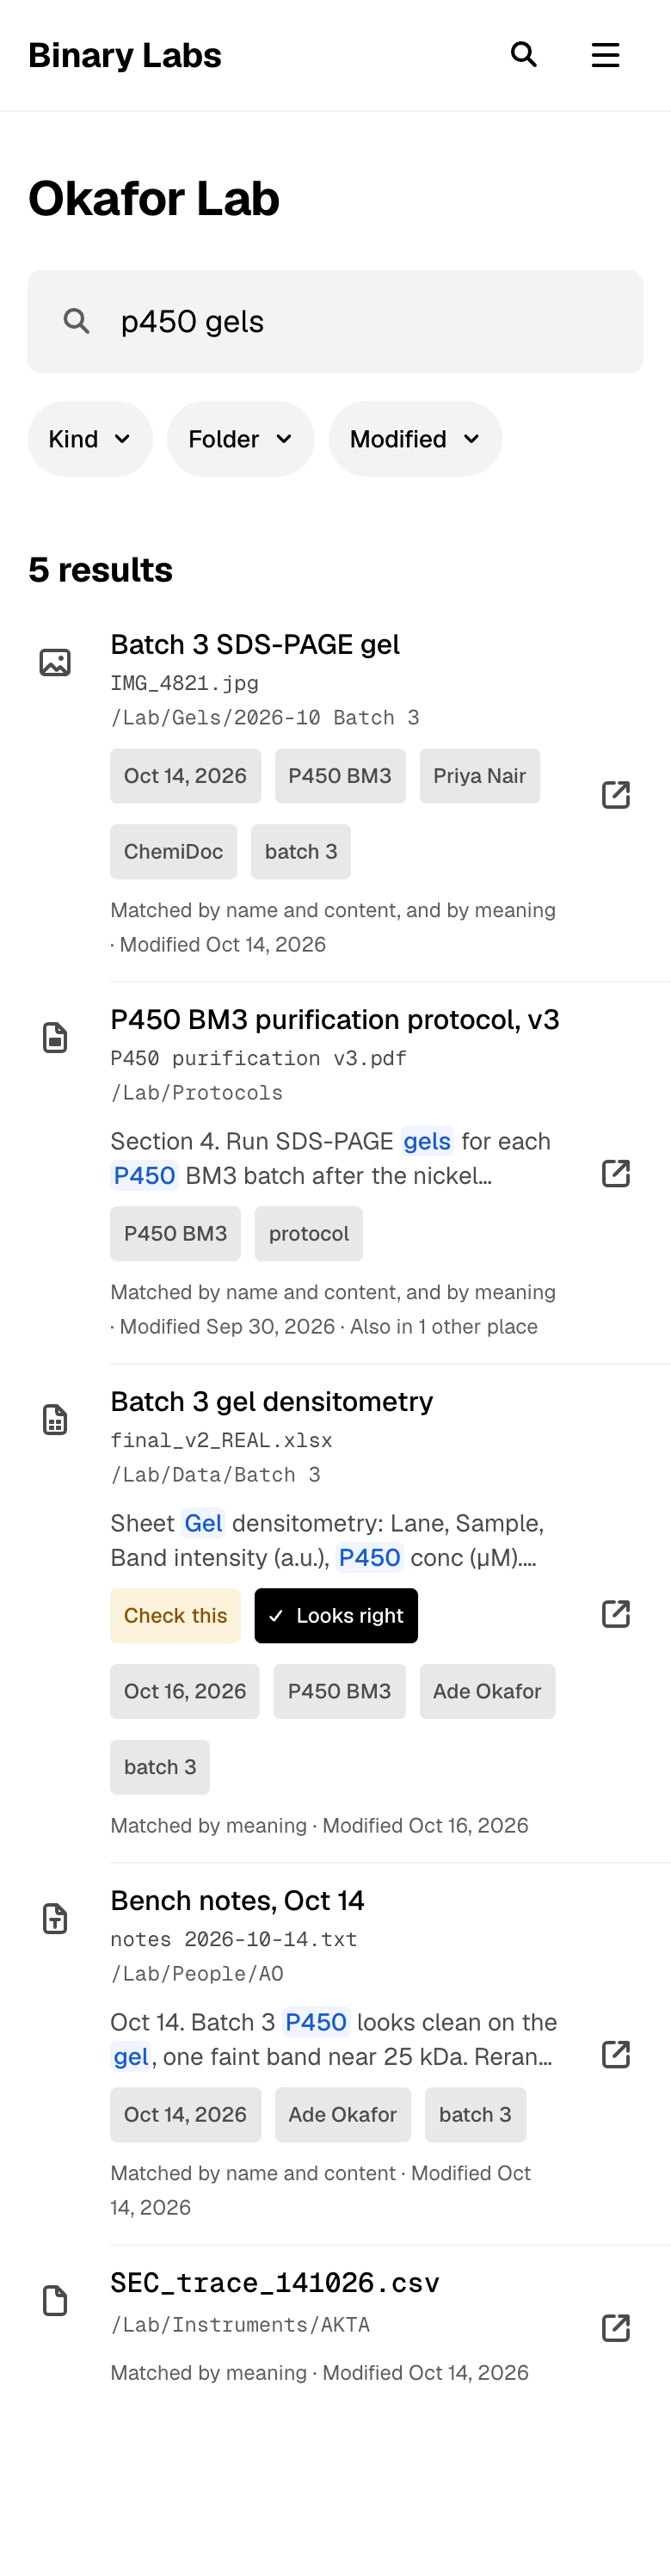 Binary Labs
Okafor Lab
p450 gels
Kind
Folder
Modified
5 results
Batch 3 SDS-PAGE gel
IMG_4821.jpg
/Lab/Gels/2026-10 Batch 3
Oct 14, 2026
P450 BM3
Priya Nair
ChemiDoc
batch 3
Matched by name and content, and by meaning
· Modified Oct 14, 2026
P450 BM3 purification protocol, v3
P450 purification v3.pdf
/Lab/Protocols
Section 4. Run SDS-PAGE gels for each
P450 BM3 batch after the nickel...
P450 BM3
protocol
Matched by name and content, and by meaning
· Modified Sep 30, 2026 · Also in 1 other place
Batch 3 gel densitometry
final_v2_REAL.xlsx
/Lab/Data/Batch 3
Sheet Gel densitometry: Lane, Sample,
Band intensity (a.u.), P450 conc (µM)....
Check this
✓ Looks right
Oct 16, 2026
P450 BM3
Ade Okafor
batch 3
Matched by meaning · Modified Oct 16, 2026
Bench notes, Oct 14
notes 2026-10-14.txt
/Lab/People/AO
Oct 14. Batch 3 P450 looks clean on the
gel, one faint band near 25 kDa. Reran...
Oct 14, 2026
Ade Okafor
batch 3
Matched by name and content · Modified Oct
14, 2026
SEC_trace_141026.csv
/Lab/Instruments/AKTA
Matched by meaning · Modified Oct 14, 2026